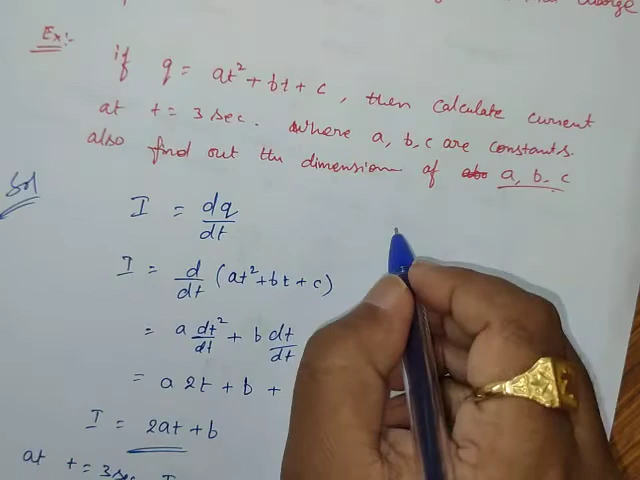 Ex:-
if q = at² + bt + c, then calculate current
at t = 3 sec. Where a, b, c are constants.
also find out the dimension of a, b, c
Sol
I = dq/dt
I = d/dt (at² + bt + c)
= a dt²/dt + b dt/dt
= a 2t + b +
I = 2at + b
at t = 3 sec